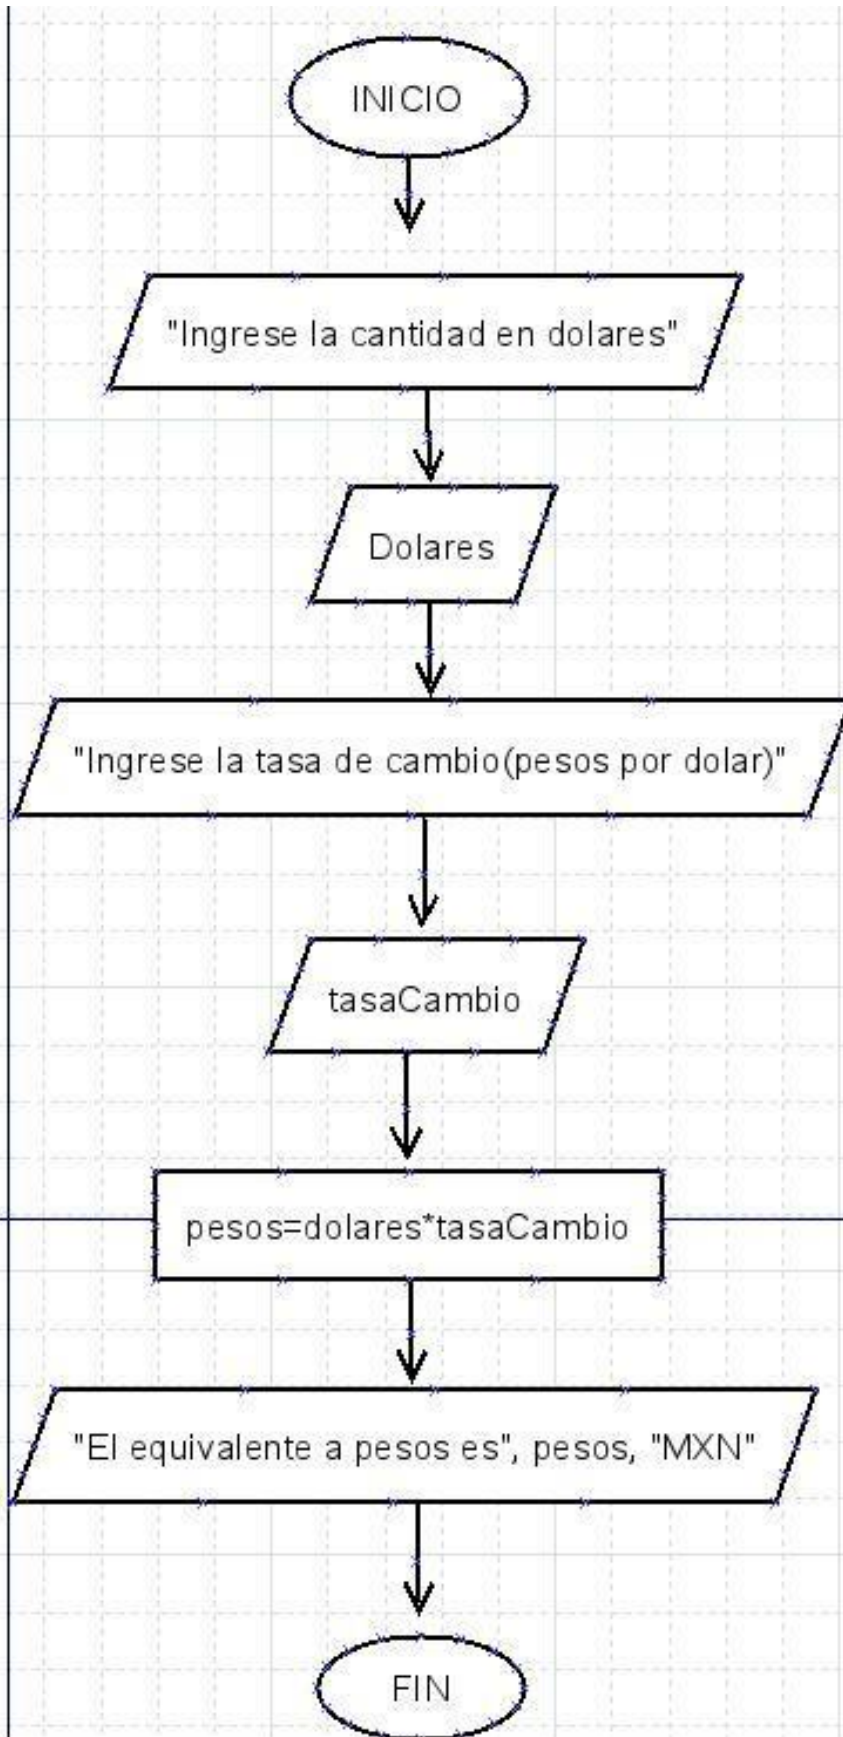 INICIO
"Ingrese la cantidad en dolares"
Dolares
"Ingrese la tasa de cambio(pesos por dolar)"
tasaCambio
pesos=dolares*tasaCambio
"El equivalente a pesos es", pesos, "MXN"
FIN